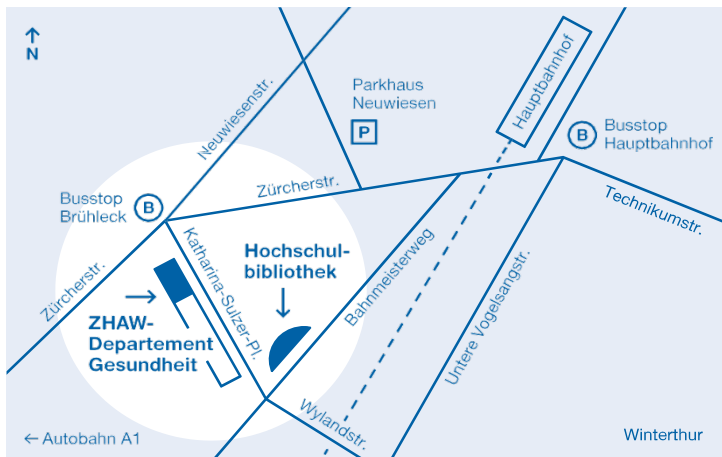 N
Neuwiesenstr.
Parkhaus
Neuwiesen
P
Hauptbahnhof
B
Busstop
Hauptbahnhof
Busstop
Brühleck
B
Zürcherstr.
Technikumstr.
Zürcherstr.
Katharina-Sulzer-Pl.
Hochschul-
bibliothek
Bahnmeisterweg
Untere Vogelsangstr.
ZHAW-
Departement
Gesundheit
Wylandstr.
← Autobahn A1
Winterthur